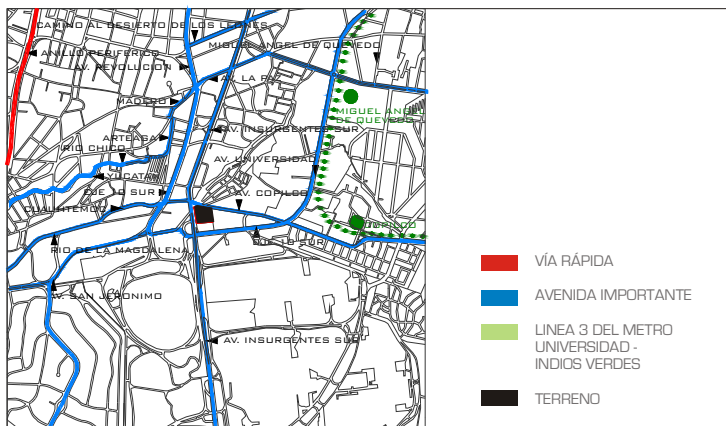 CAMINO AL DESIERTO DE LOS LEONES
MIGUEL ANGEL DE QUEVEDO
ANILLO PERIFERICO
AV. REVOLUCION
AV. LA PAZ
MADERO
MIGUEL ANGEL
DE QUEVEDO
AV. INSURGENTES SUR
ARTEAGA
RIO CHICO
AV. UNIVERSIDAD
YUCATAN
EJE 10 SUR
AV. COPILCO
CUAUHTEMOC
COPILCO
RIO DE LA MAGDALENA
EJE 10 SUR
AV. SAN JERONIMO
AV. INSURGENTES SUR
VÍA RÁPIDA
AVENIDA IMPORTANTE
LINEA 3 DEL METRO
UNIVERSIDAD -
INDIOS VERDES
TERRENO